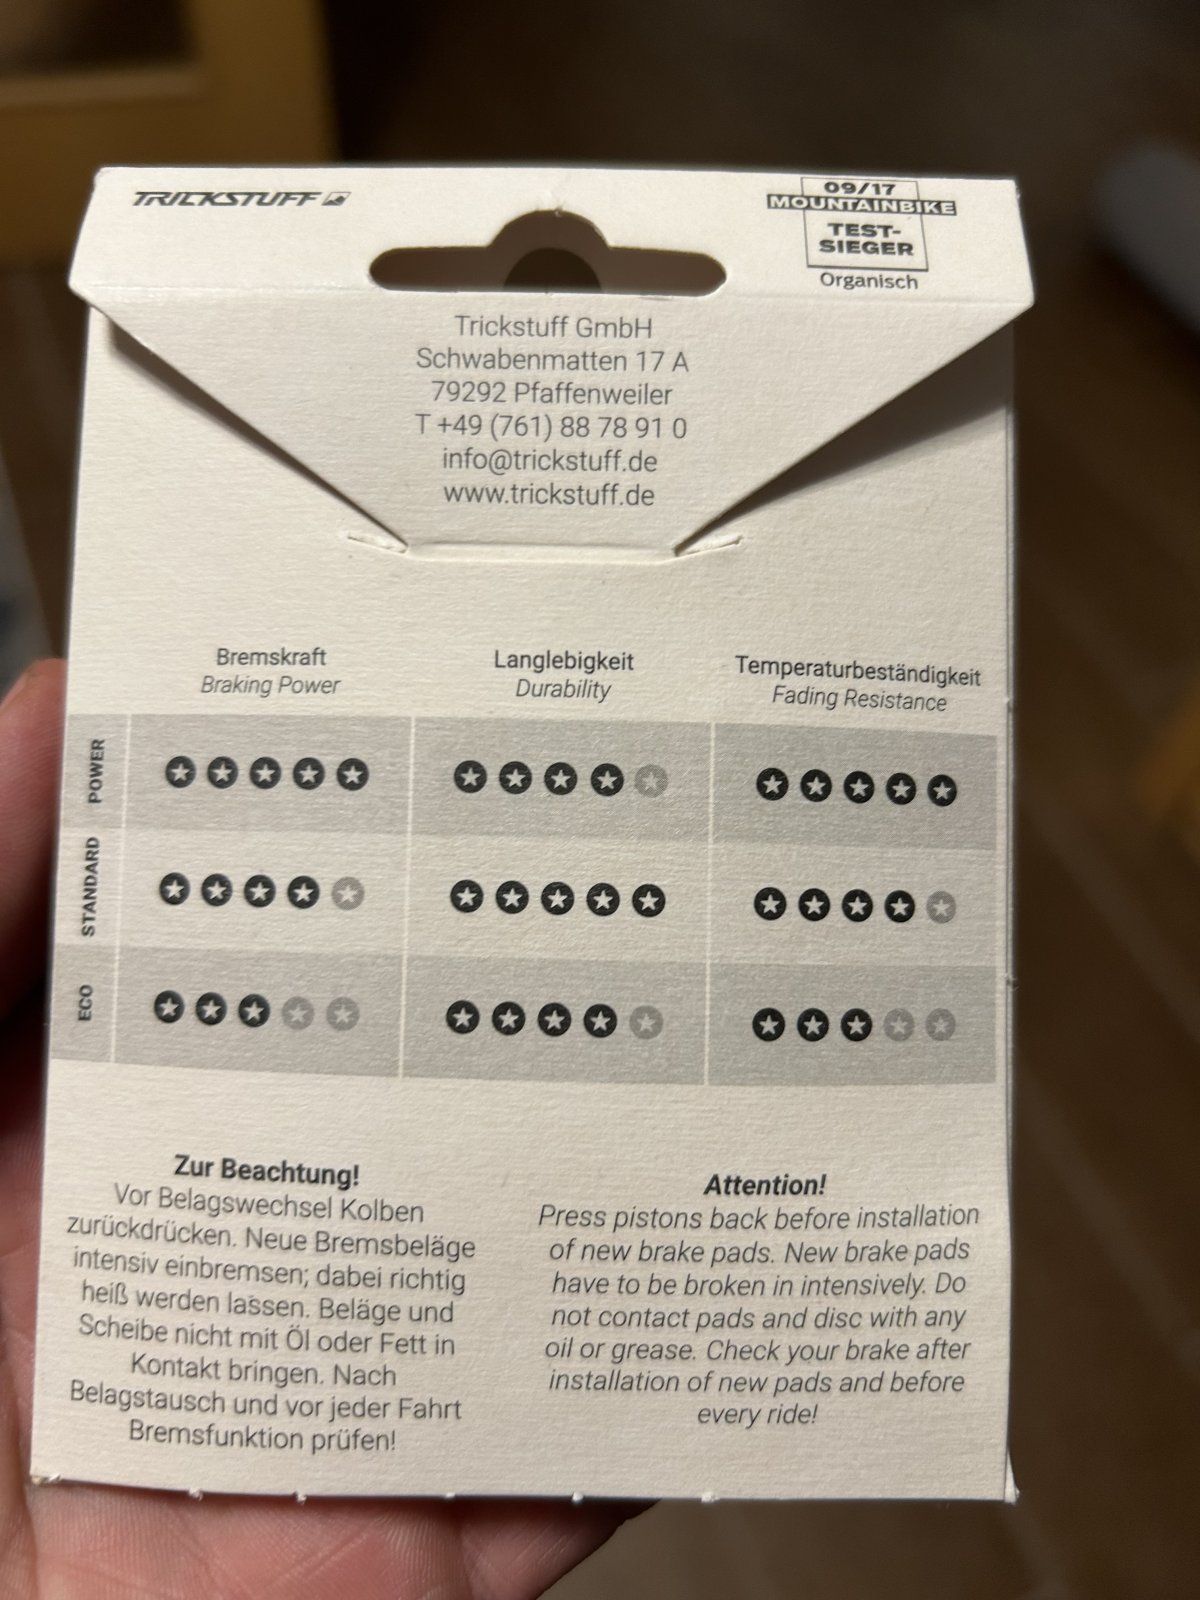 TRICKSTUFF
09/17
MOUNTAINBIKE
TEST-
SIEGER
Organisch
Trickstuff GmbH
Schwabenmatten 17 A
79292 Pfaffenweiler
T +49 (761) 88 78 91 0
info@trickstuff.de
www.trickstuff.de
Bremskraft
Braking Power
Langlebigkeit
Durability
Temperaturbeständigkeit
Fading Resistance
POWER
STANDARD
ECO
Zur Beachtung!
Vor Belagswechsel Kolben
zurückdrücken. Neue Bremsbeläge
intensiv einbremsen; dabei richtig
heiß werden lassen. Beläge und
Scheibe nicht mit Öl oder Fett in
Kontakt bringen. Nach
Belagstausch und vor jeder Fahrt
Bremsfunktion prüfen!
Attention!
Press pistons back before installation
of new brake pads. New brake pads
have to be broken in intensively. Do
not contact pads and disc with any
oil or grease. Check your brake after
installation of new pads and before
every ride!